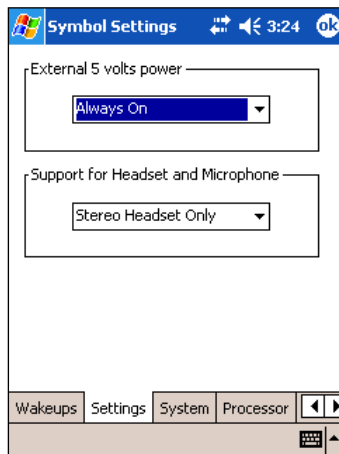 Symbol Settings 3:24 ok
External 5 volts power
Always On
Support for Headset and Microphone
Stereo Headset Only
Wakeups Settings System Processor